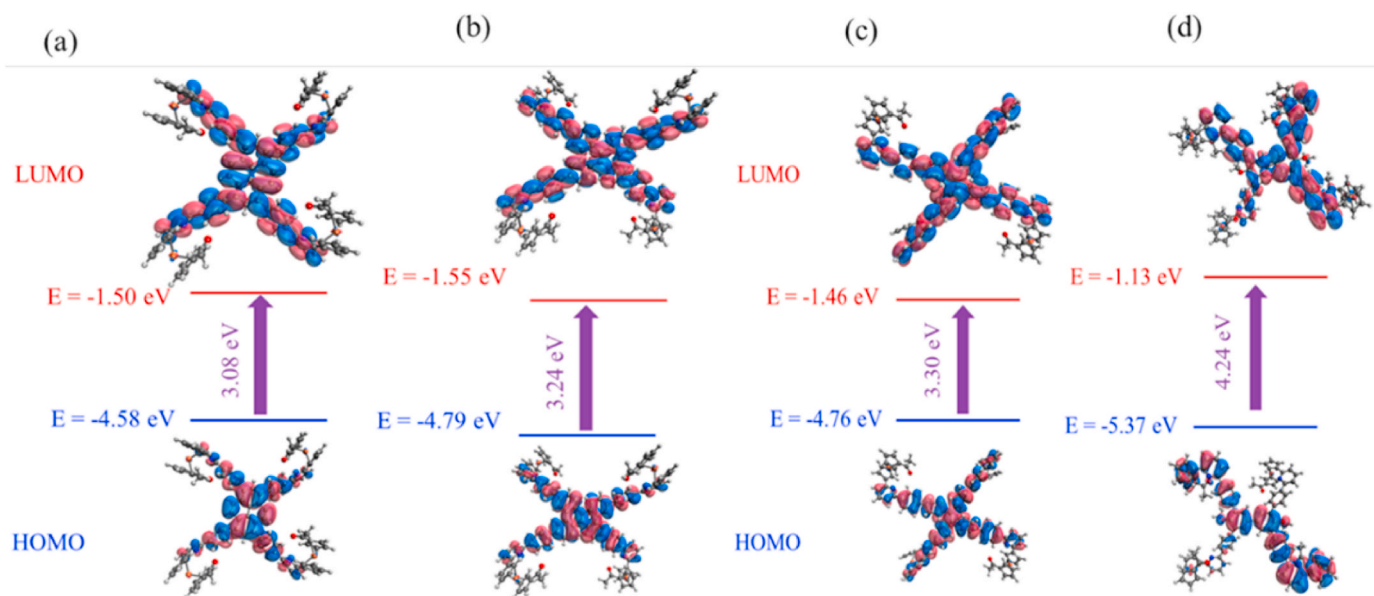 (a)
(b)
(c)
(d)
LUMO
LUMO
E = -1.50 eV
E = -1.55 eV
E = -1.46 eV
E = -1.13 eV
3.08 eV
3.24 eV
3.30 eV
4.24 eV
E = -4.58 eV
E = -4.79 eV
E = -4.76 eV
E = -5.37 eV
HOMO
HOMO